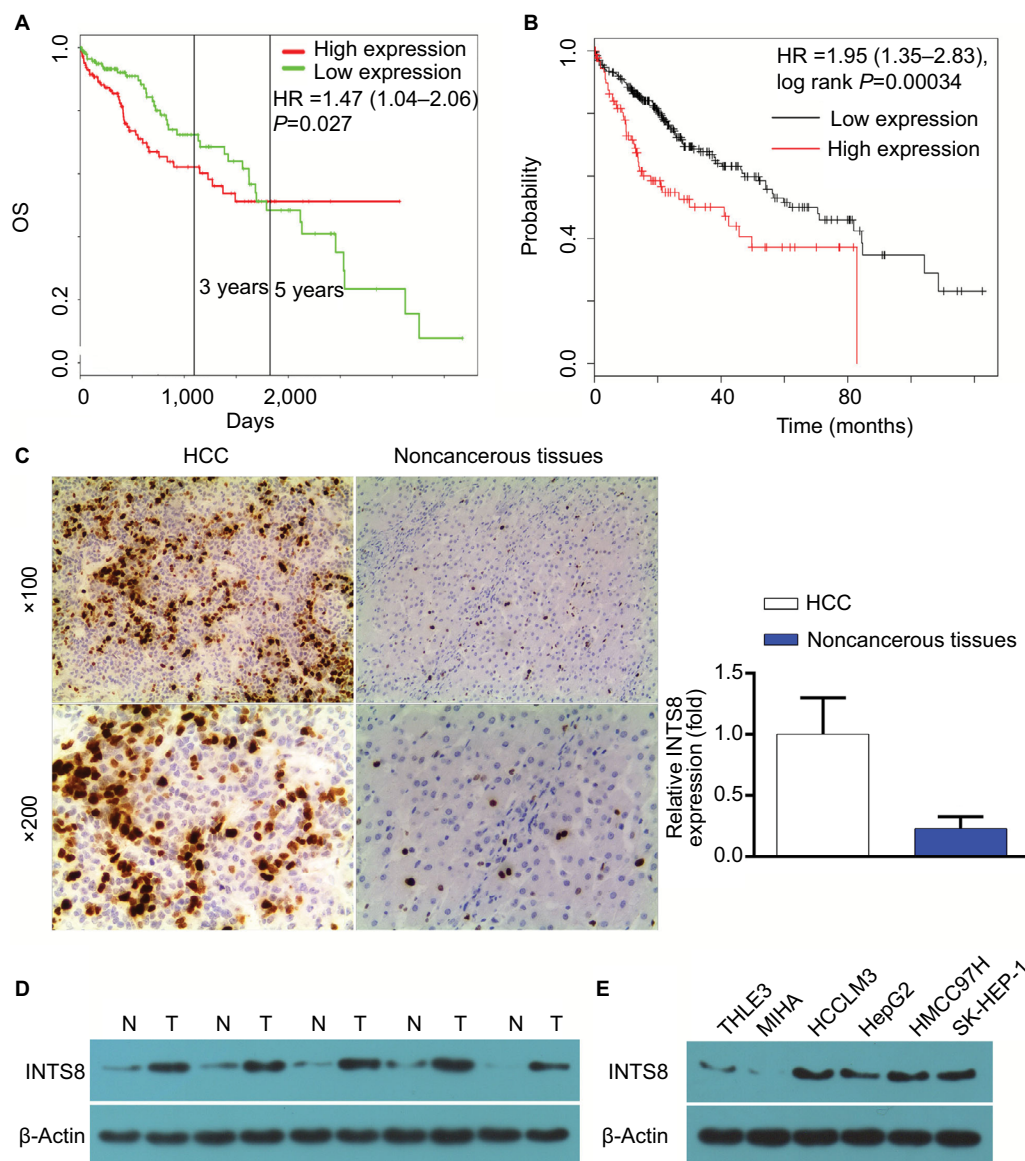 A
1.0
0.2
0.0
OS
High expression
Low expression
HR =1.47 (1.04–2.06)
P=0.027
3 years
5 years
0
1,000
2,000
Days
B
1.0
0.4
0.0
Probability
HR =1.95 (1.35–2.83),
log rank P=0.00034
Low expression
High expression
0
40
80
Time (months)
C
HCC
Noncancerous tissues
×100
×200
HCC
Noncancerous tissues
1.5
1.0
0.5
0.0
Relative INTS8
expression (fold)
D
N T N T N T N T N T
INTS8
β-Actin
E
THLE3
MIHA
HCCLM3
HepG2
HMCC97H
SK-HEP-1
INTS8
β-Actin